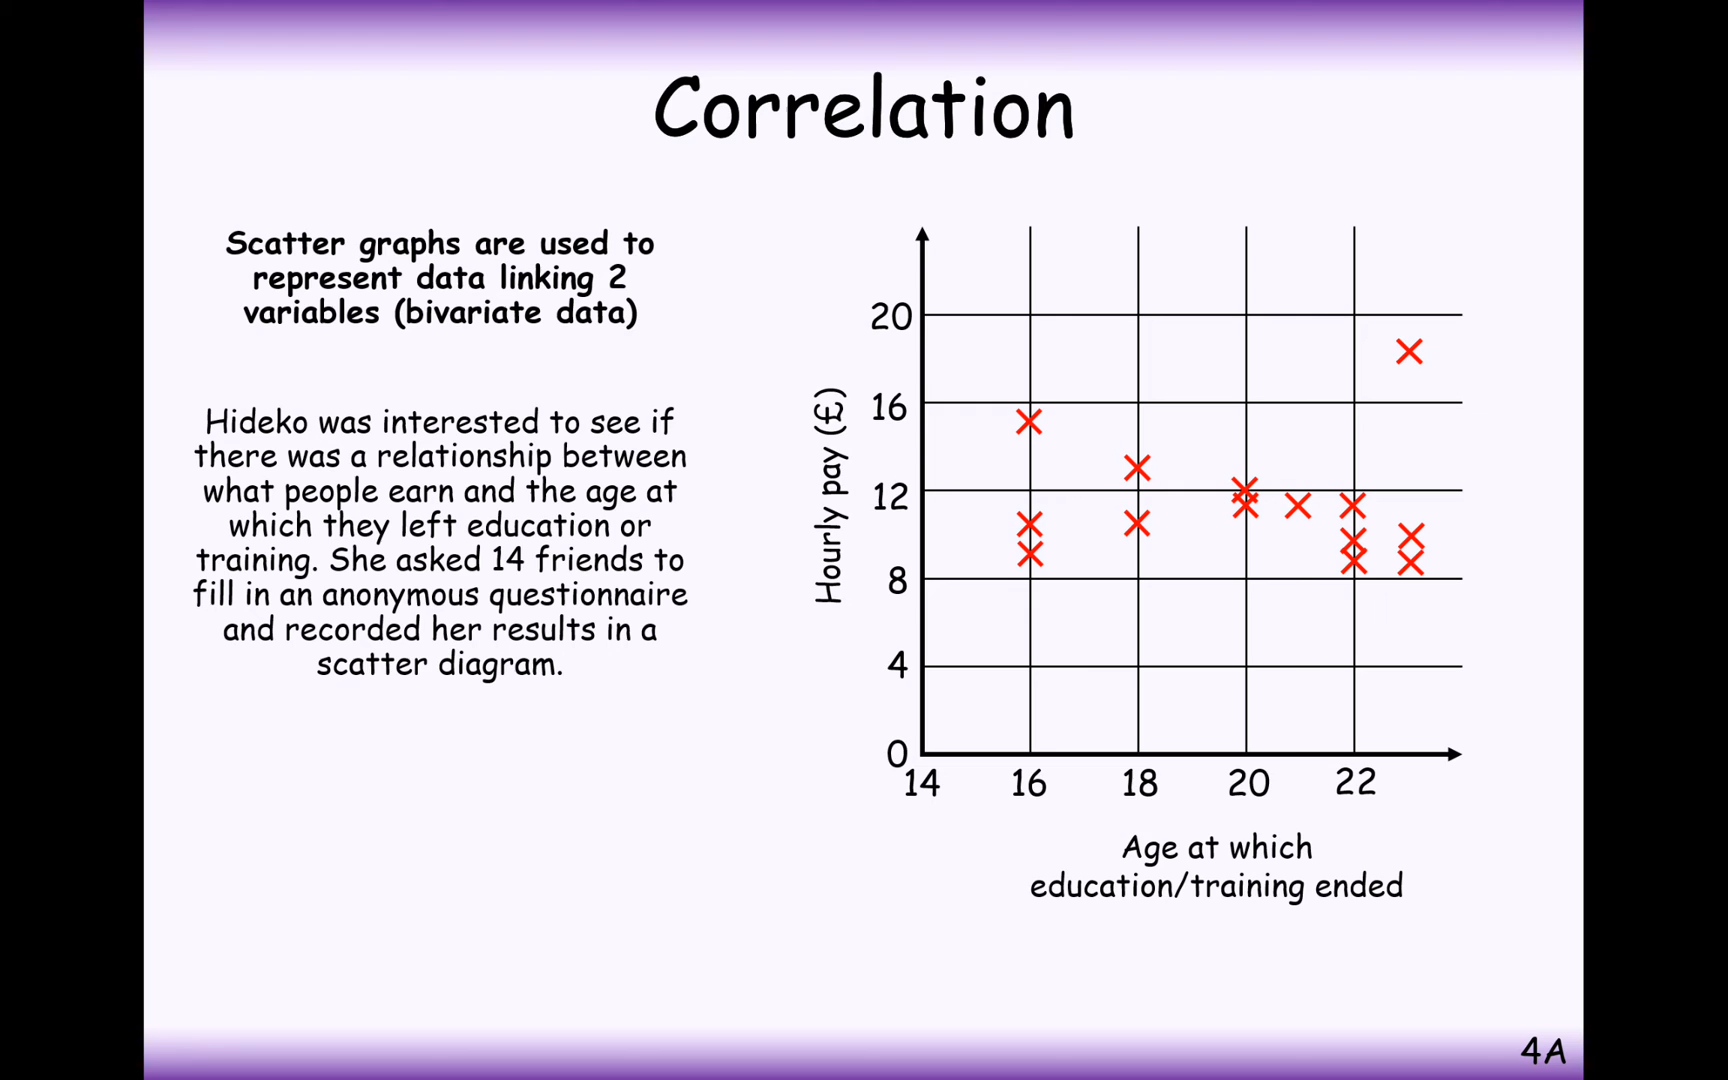 Correlation
Scatter graphs are used to
represent data linking 2
variables (bivariate data)
Hideko was interested to see if
there was a relationship between
what people earn and the age at
which they left education or
training. She asked 14 friends to
fill in an anonymous questionnaire
and recorded her results in a
scatter diagram.
Hourly pay (£)
20
16
12
8
4
0
14 16 18 20 22
Age at which
education/training ended
4A